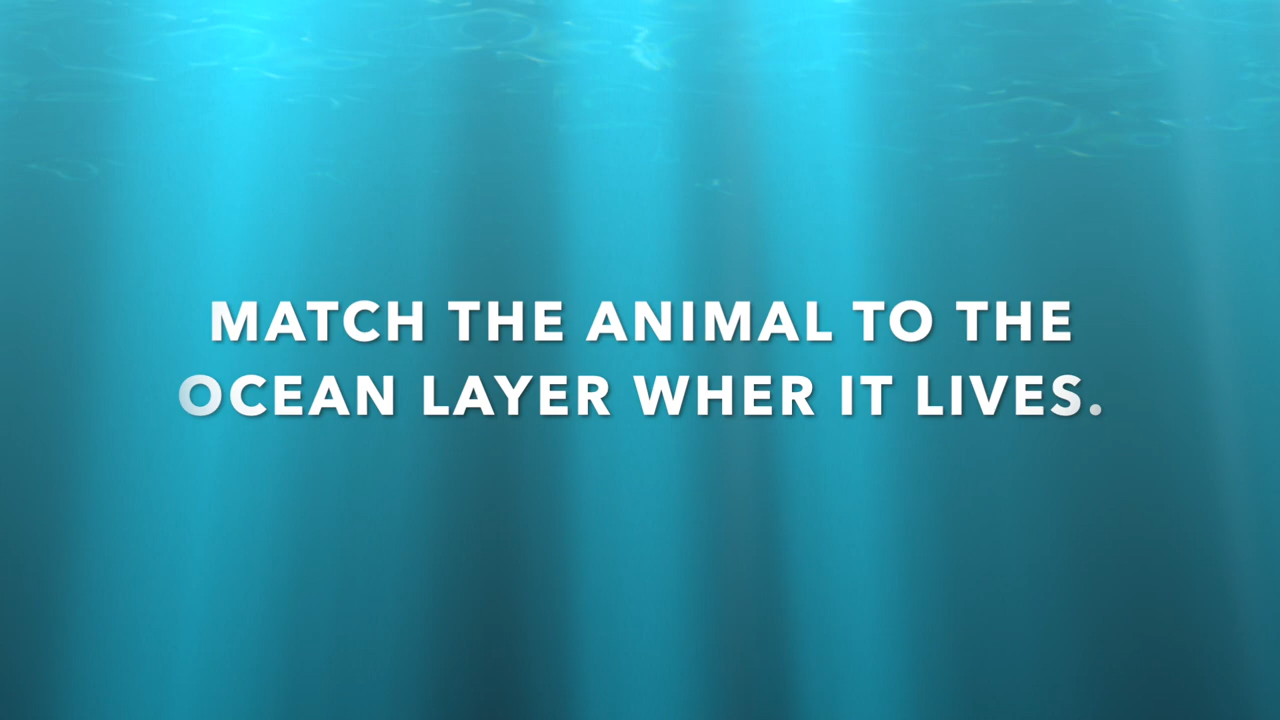 MATCH THE ANIMAL TO THE
OCEAN LAYER WHER IT LIVES.